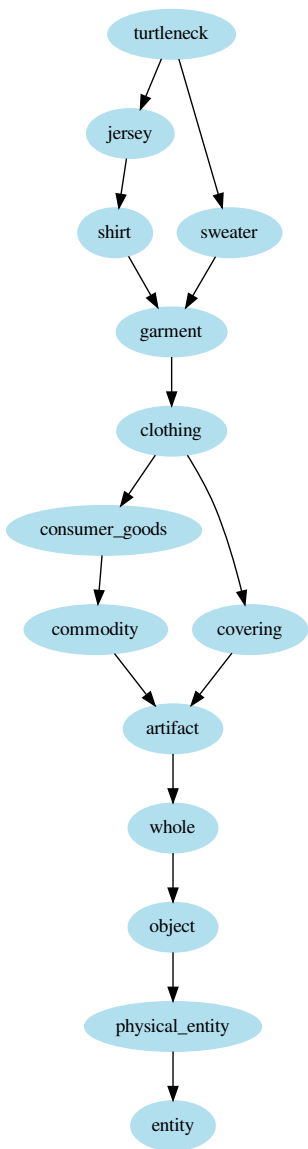 turtleneck
jersey
shirt
sweater
garment
clothing
consumer_goods
commodity
covering
artifact
whole
object
physical_entity
entity